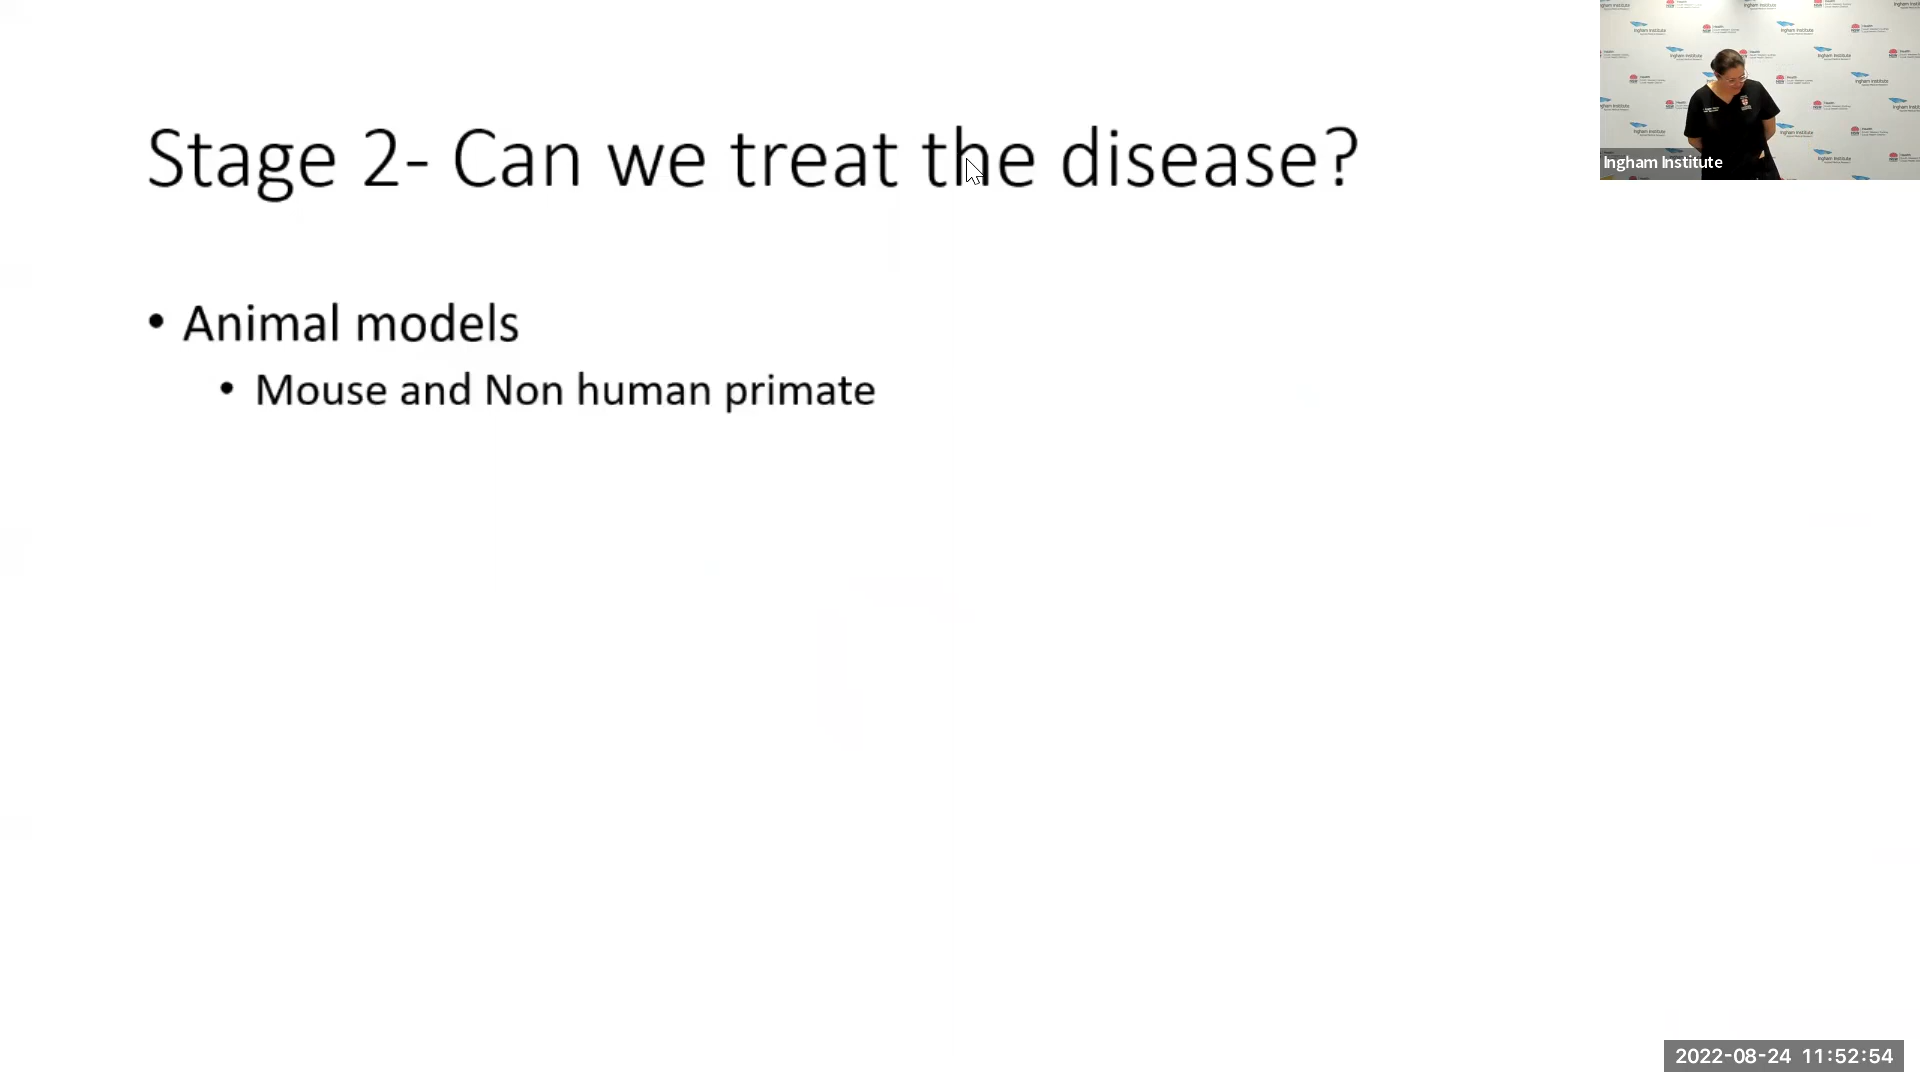 Stage 2- Can we treat the disease?
• Animal models
• Mouse and Non human primate
Ingham Institute
2022-08-24 11:52:54